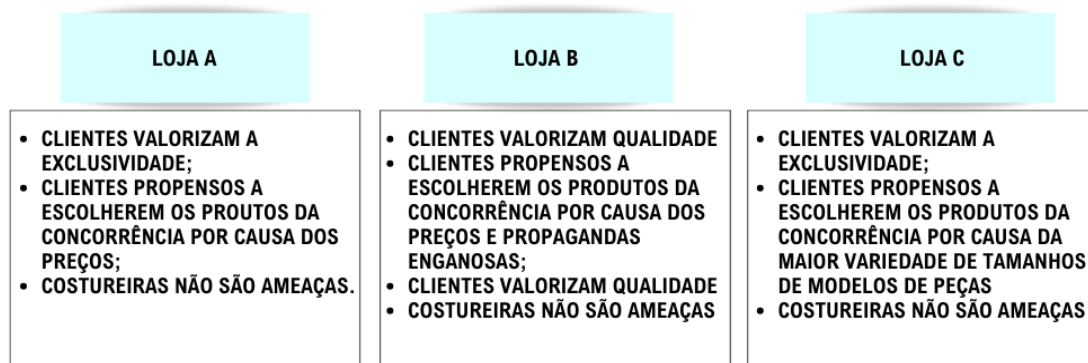 LOJA A
CLIENTES VALORIZAM A
EXCLUSIVIDADE;
CLIENTES PROPENSOS A
ESCOLHEREM OS PROUTOS DA
CONCORRÊNCIA POR CAUSA DOS
PREÇOS;
COSTUREIRAS NÃO SÃO AMEAÇAS.
LOJA B
CLIENTES VALORIZAM QUALIDADE
CLIENTES PROPENSOS A
ESCOLHEREM OS PRODUTOS DA
CONCORRÊNCIA POR CAUSA DOS
PREÇOS E PROPAGANDAS
ENGANOSAS;
CLIENTES VALORIZAM QUALIDADE
COSTUREIRAS NÃO SÃO AMEAÇAS
LOJA C
CLIENTES VALORIZAM A
EXCLUSIVIDADE;
CLIENTES PROPENSOS A
ESCOLHEREM OS PRODUTOS DA
CONCORRÊNCIA POR CAUSA DA
MAIOR VARIEDADE DE TAMANHOS
DE MODELOS DE PEÇAS
COSTUREIRAS NÃO SÃO AMEAÇAS